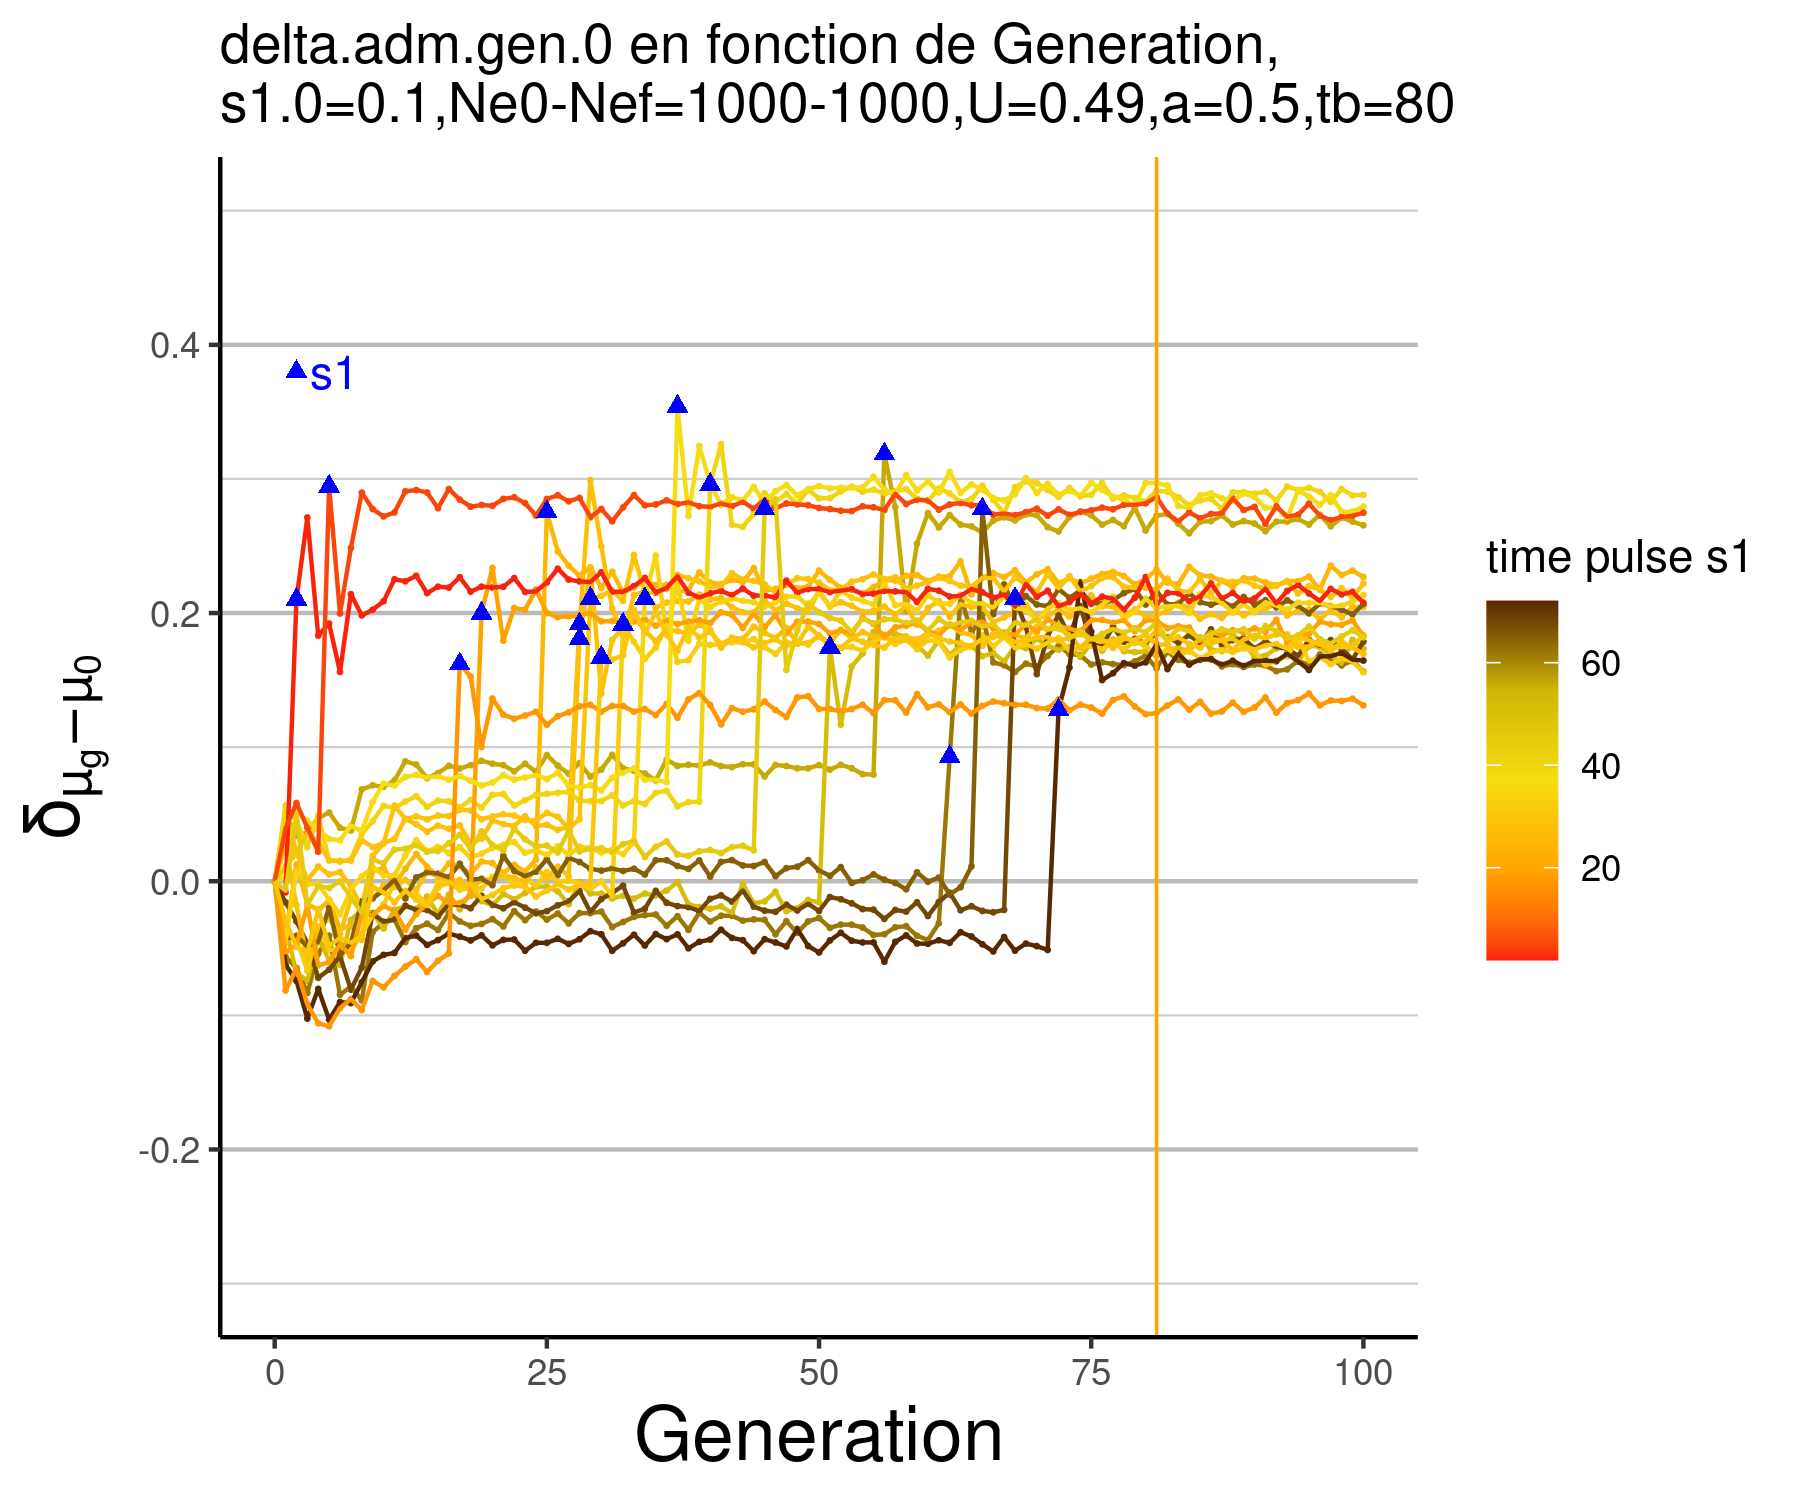 delta.adm.gen.0 en fonction de Generation,
s1.0=0.1,Ne0-Nef=1000-1000,U=0.49,a=0.5,tb=80
0.4
0.2
0.0
-0.2
δμg−μ0
s1
0 25 50 75 100
Generation
time pulse s1
60
40
20